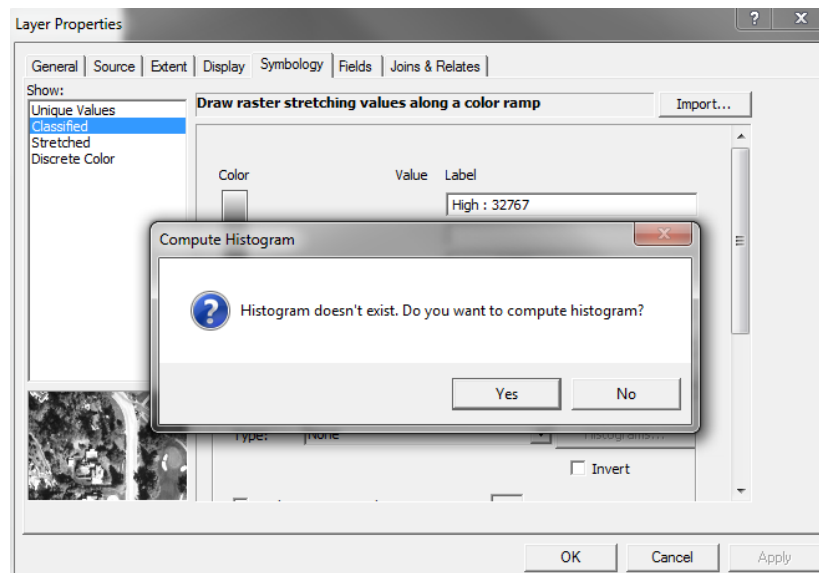 Layer Properties
General Source Extent Display Symbology Fields Joins & Relates
Show:
Unique Values
Classified
Stretched
Discrete Color
Draw raster stretching values along a color ramp
Import...
Color Value Label
High : 32767
Compute Histogram
Histogram doesn't exist. Do you want to compute histogram?
Yes No
Type: None Histograms...
Invert
OK Cancel Apply